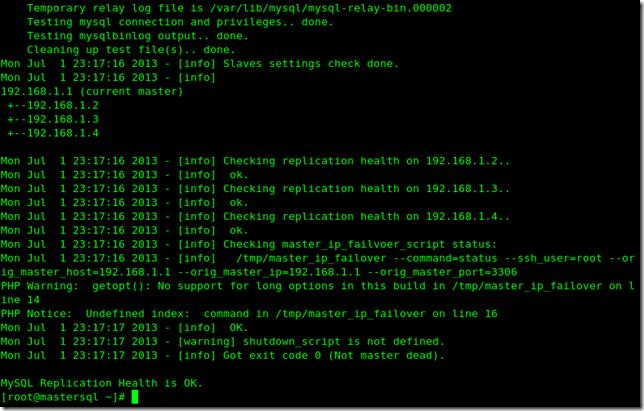 Temporary relay log file is /var/lib/mysql/mysql-relay-bin.000002
    Testing mysql connection and privileges.. done.
    Testing mysqlbinlog output.. done.
    Cleaning up test file(s).. done.
Mon Jul  1 23:17:16 2013 - [info] Slaves settings check done.
Mon Jul  1 23:17:16 2013 - [info]
192.168.1.1 (current master)
 +--192.168.1.2
 +--192.168.1.3
 +--192.168.1.4
Mon Jul  1 23:17:16 2013 - [info] Checking replication health on 192.168.1.2..
Mon Jul  1 23:17:16 2013 - [info]  ok.
Mon Jul  1 23:17:16 2013 - [info] Checking replication health on 192.168.1.3..
Mon Jul  1 23:17:16 2013 - [info]  ok.
Mon Jul  1 23:17:16 2013 - [info] Checking replication health on 192.168.1.4..
Mon Jul  1 23:17:16 2013 - [info]  ok.
Mon Jul  1 23:17:16 2013 - [info] Checking master_ip_failvoer_script status:
Mon Jul  1 23:17:16 2013 - [info]   /tmp/master_ip_failover --command=status --ssh_user=root --or
ig_master_host=192.168.1.1 --orig_master_ip=192.168.1.1 --orig_master_port=3306
PHP Warning:  getopt(): No support for long options in this build in /tmp/master_ip_failover on l
ine 14
PHP Notice:  Undefined index:  command in /tmp/master_ip_failover on line 16
Mon Jul  1 23:17:17 2013 - [info]  OK.
Mon Jul  1 23:17:17 2013 - [warning] shutdown_script is not defined.
Mon Jul  1 23:17:17 2013 - [info] Got exit code 0 (Not master dead).
MySQL Replication Health is OK.
[root@mastersql ~]#